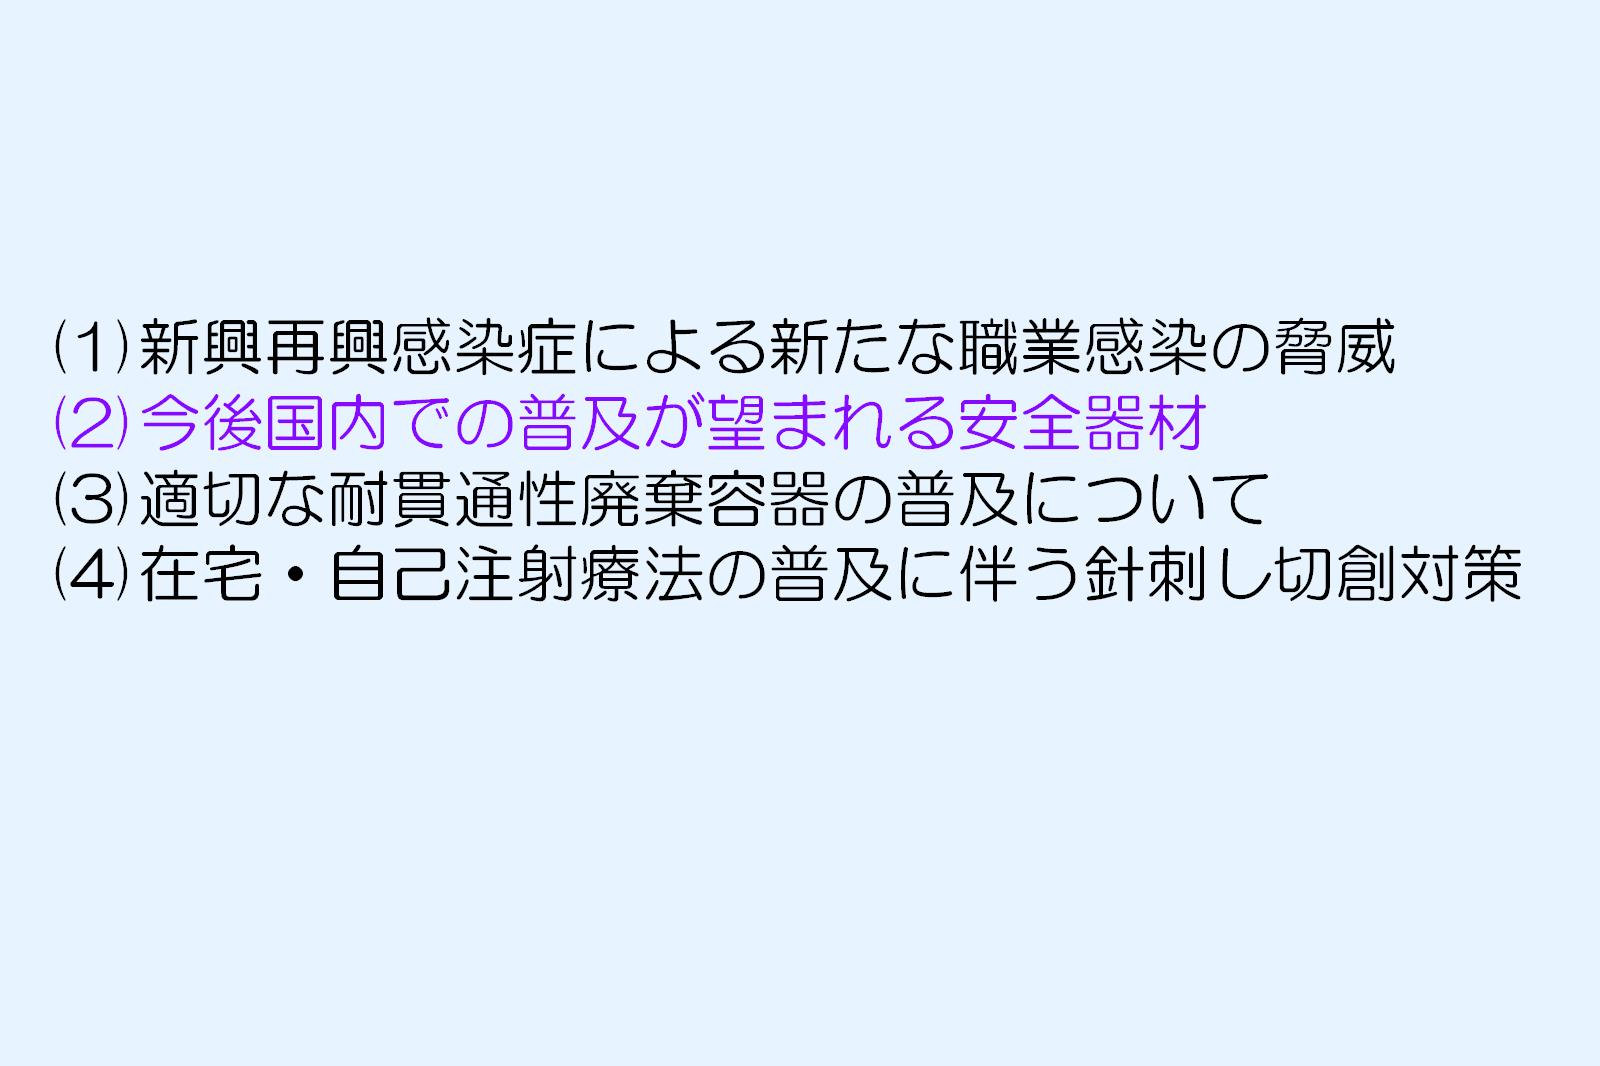 (1)新興再興感染症による新たな職業感染の脅威
(2)今後国内での普及が望まれる安全器材
(3)適切な耐貫通性廃棄容器の普及について
(4)在宅・自己注射療法の普及に伴う針刺し切創対策